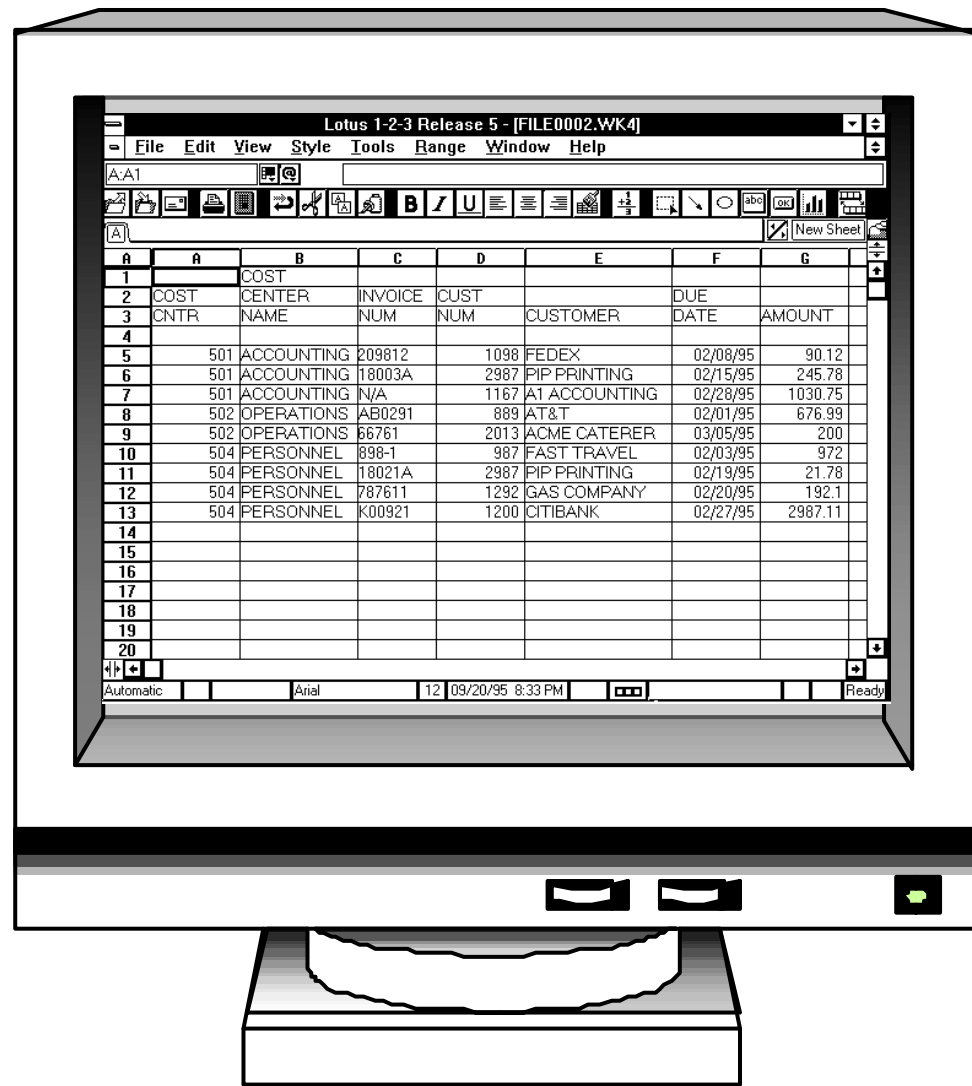 Lotus 1-2-3 Release 5 - [FILE0002.WK4]
File Edit View Style Tools Range Window Help
A:A1 @
B I U abc OK
A New Sheet
A A B C D E F G
1 COST
2 COST CENTER INVOICE CUST DUE
3 CNTR NAME NUM NUM CUSTOMER DATE AMOUNT
4
5 501 ACCOUNTING 209812 1098 FEDEX 02/08/95 90.12
6 501 ACCOUNTING 18003A 2987 PIP PRINTING 02/15/95 245.78
7 501 ACCOUNTING N/A 1167 A1 ACCOUNTING 02/28/95 1030.75
8 502 OPERATIONS AB0291 889 AT&T 02/01/95 676.99
9 502 OPERATIONS 66761 2013 ACME CATERER 03/05/95 200
10 504 PERSONNEL 898-1 987 FAST TRAVEL 02/03/95 972
11 504 PERSONNEL 18021A 2987 PIP PRINTING 02/19/95 21.78
12 504 PERSONNEL 787611 1292 GAS COMPANY 02/20/95 192.1
13 504 PERSONNEL K00921 1200 CITIBANK 02/27/95 2987.11
14
15
16
17
18
19
20
Automatic Arial 12 09/20/95 8:33 PM Ready